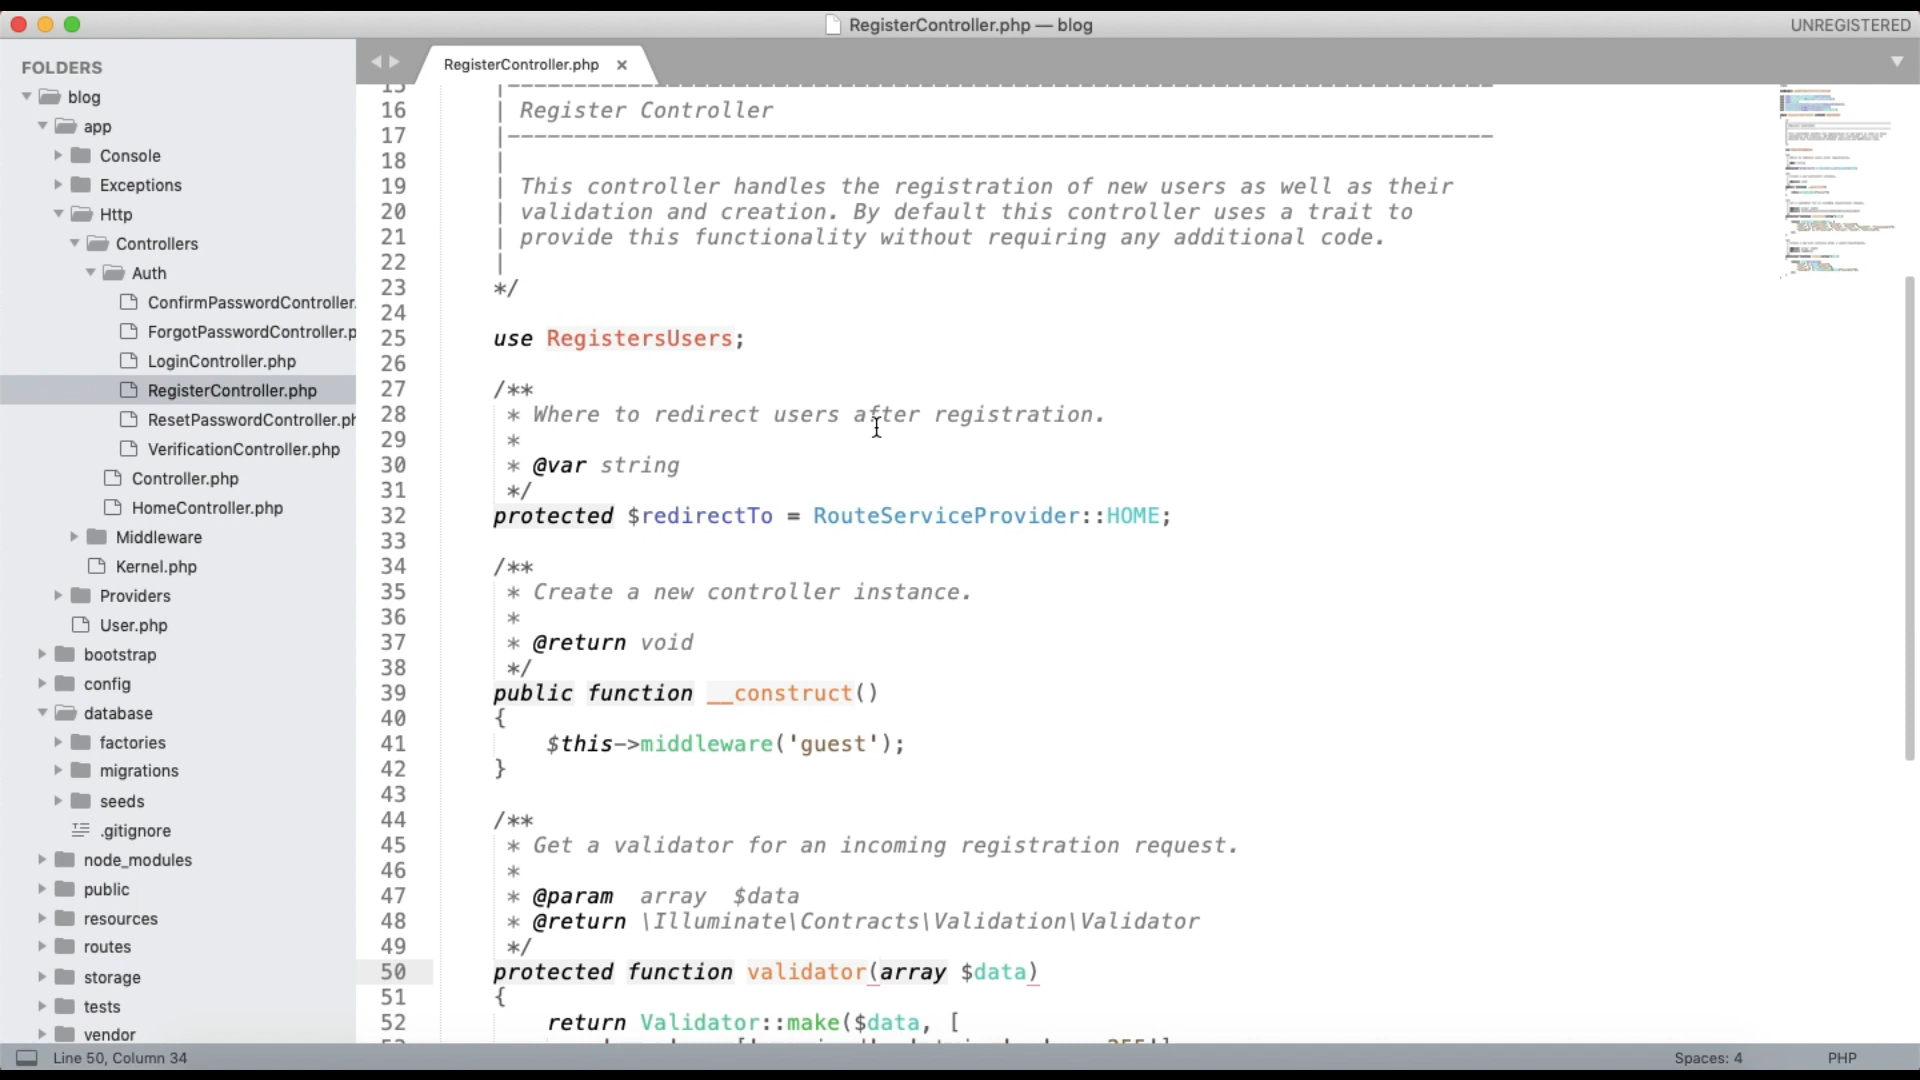 RegisterController.php — blog
UNREGISTERED
FOLDERS
blog
app
Console
Exceptions
Http
Controllers
Auth
ConfirmPasswordController.
ForgotPasswordController.p
LoginController.php
RegisterController.php
ResetPasswordController.ph
VerificationController.php
Controller.php
HomeController.php
Middleware
Kernel.php
Providers
User.php
bootstrap
config
database
factories
migrations
seeds
.gitignore
node_modules
public
resources
routes
storage
tests
vendor
RegisterController.php ×
15 |--------------------------------------------------------------------------
16 | Register Controller
17 |--------------------------------------------------------------------------
18 |
19 | This controller handles the registration of new users as well as their
20 | validation and creation. By default this controller uses a trait to
21 | provide this functionality without requiring any additional code.
22 |
23 */
24
25 use RegistersUsers;
26
27 /**
28 * Where to redirect users after registration.
29 *
30 * @var string
31 */
32 protected $redirectTo = RouteServiceProvider::HOME;
33
34 /**
35 * Create a new controller instance.
36 *
37 * @return void
38 */
39 public function __construct()
40 {
41 $this->middleware('guest');
42 }
43
44 /**
45 * Get a validator for an incoming registration request.
46 *
47 * @param  array  $data
48 * @return \Illuminate\Contracts\Validation\Validator
49 */
50 protected function validator(array $data)
51 {
52 return Validator::make($data, [
Line 50, Column 34
Spaces: 4
PHP